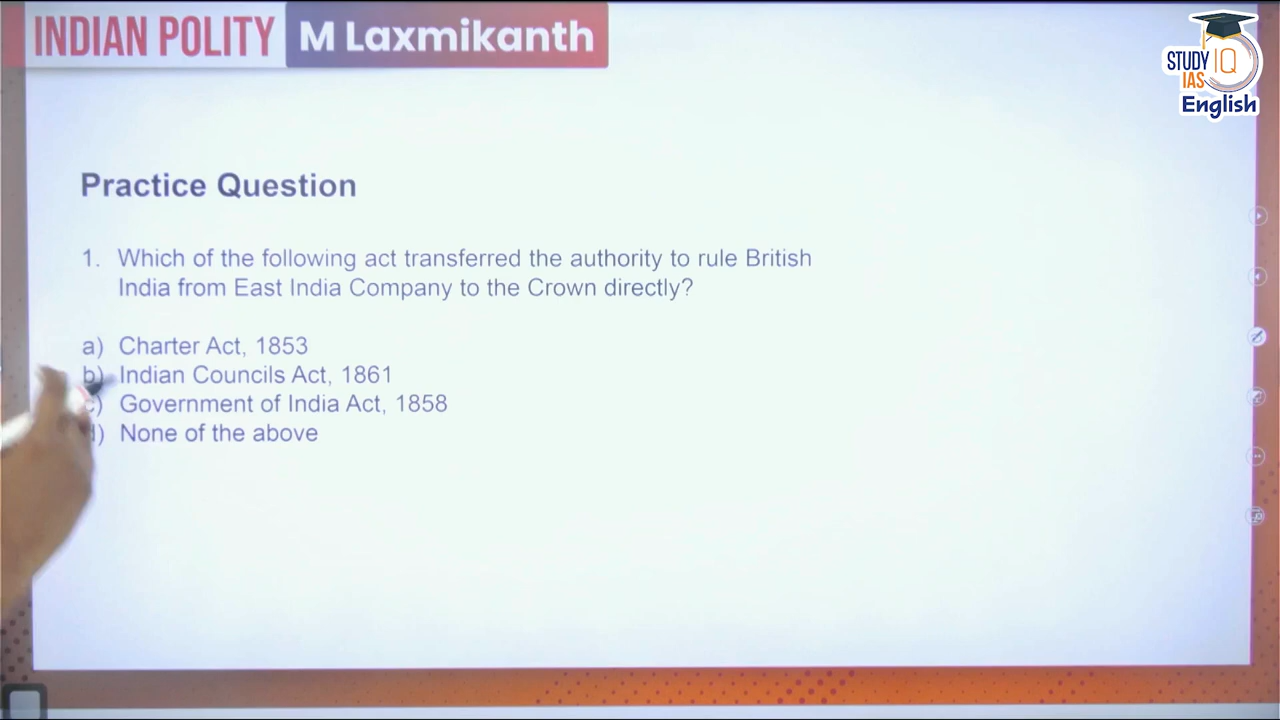 INDIAN POLITY M Laxmikanth
STUDY IQ
IAS
English
Practice Question
1. Which of the following act transferred the authority to rule British
India from East India Company to the Crown directly?
a) Charter Act, 1853
b) Indian Councils Act, 1861
c) Government of India Act, 1858
d) None of the above